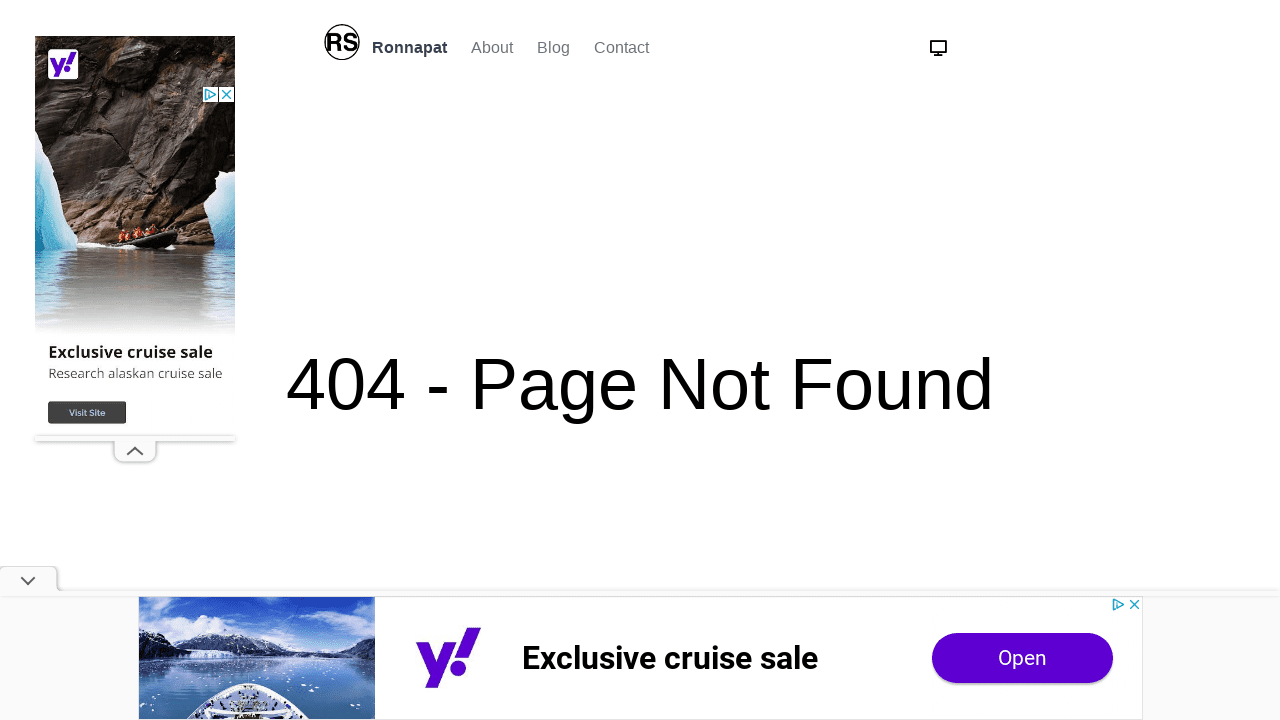 RS Ronnapat About Blog Contact
y!
Exclusive cruise sale
Research alaskan cruise sale
Visit Site
404 - Page Not Found
y! Exclusive cruise sale Open